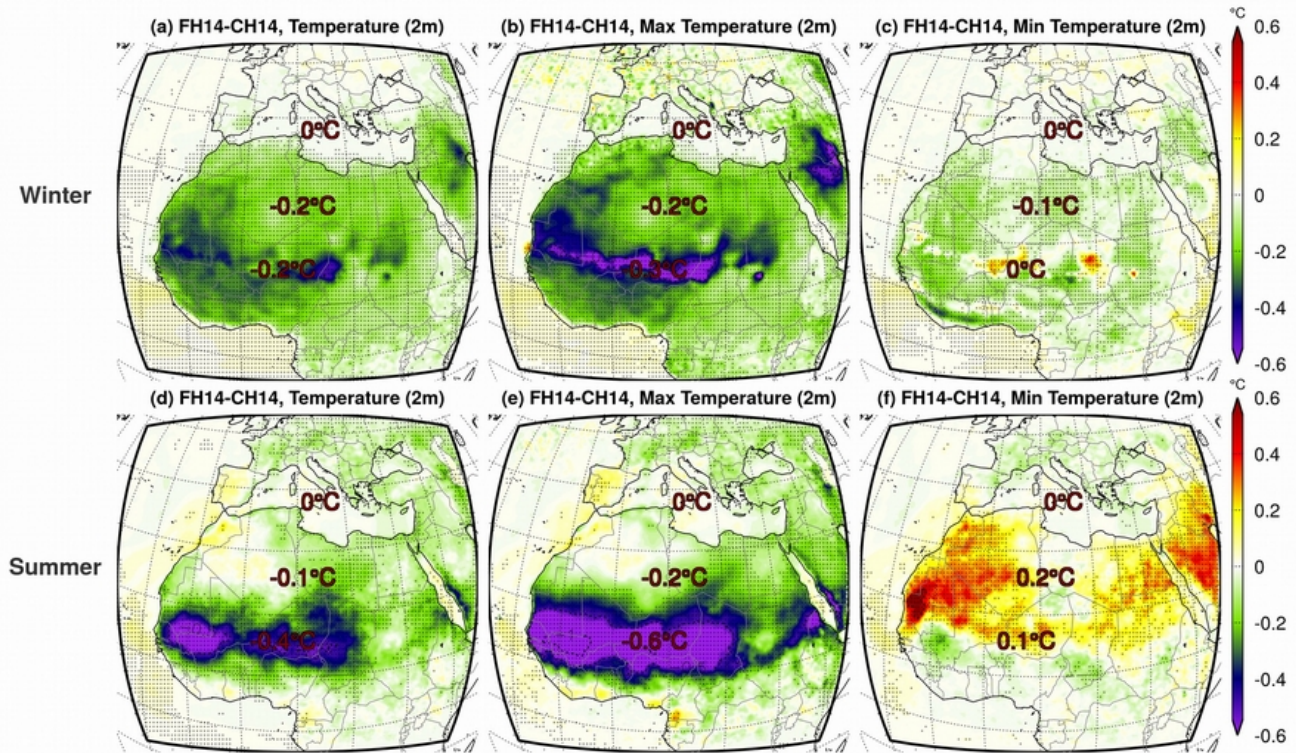 (a) FH14-CH14, Temperature (2m)
(b) FH14-CH14, Max Temperature (2m)
(c) FH14-CH14, Min Temperature (2m)
ºC
0.6
0.4
0.2
0
-0.2
-0.4
-0.6
Winter
0ºC
-0.2ºC
-0.2ºC
0ºC
-0.2ºC
-0.3ºC
0ºC
-0.1ºC
0ºC
(d) FH14-CH14, Temperature (2m)
(e) FH14-CH14, Max Temperature (2m)
(f) FH14-CH14, Min Temperature (2m)
ºC
0.6
0.4
0.2
0
-0.2
-0.4
-0.6
Summer
0ºC
-0.1ºC
-0.4ºC
0ºC
-0.2ºC
-0.6ºC
0ºC
0.2ºC
0.1ºC